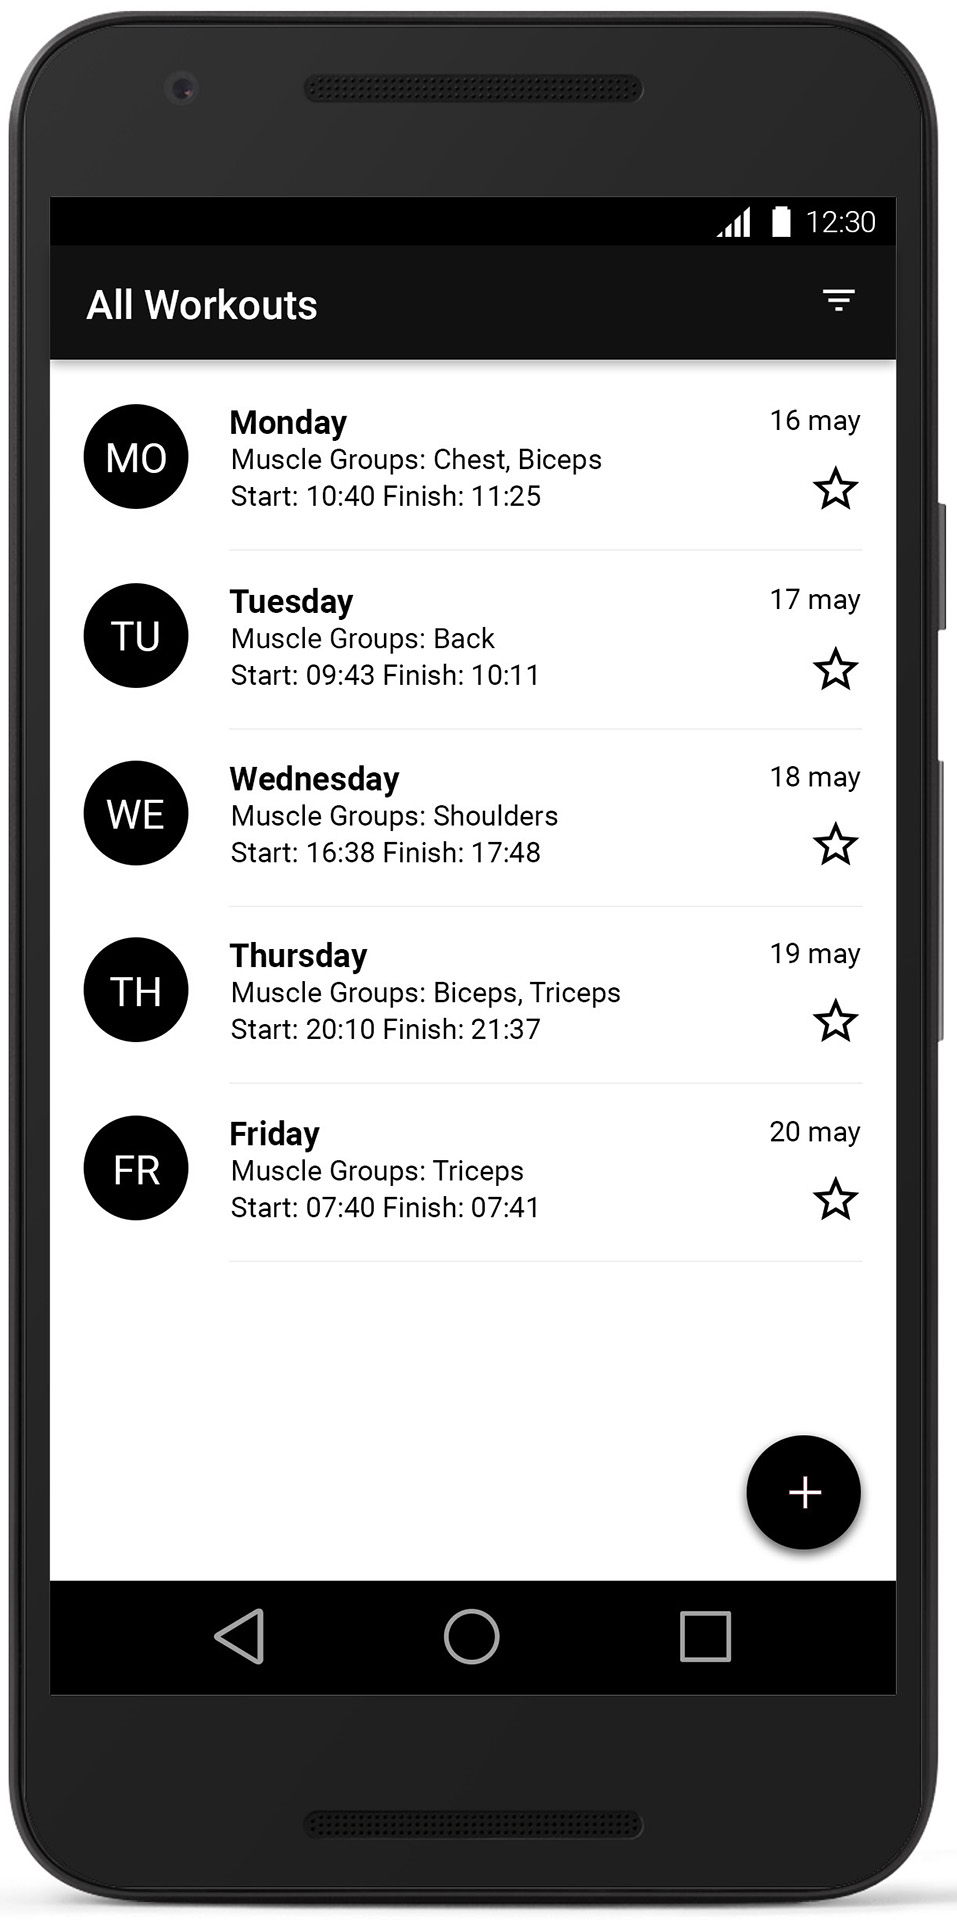 12:30
All Workouts
MO
Monday
16 may
Muscle Groups: Chest, Biceps
Start: 10:40 Finish: 11:25
TU
Tuesday
17 may
Muscle Groups: Back
Start: 09:43 Finish: 10:11
WE
Wednesday
18 may
Muscle Groups: Shoulders
Start: 16:38 Finish: 17:48
TH
Thursday
19 may
Muscle Groups: Biceps, Triceps
Start: 20:10 Finish: 21:37
FR
Friday
20 may
Muscle Groups: Triceps
Start: 07:40 Finish: 07:41